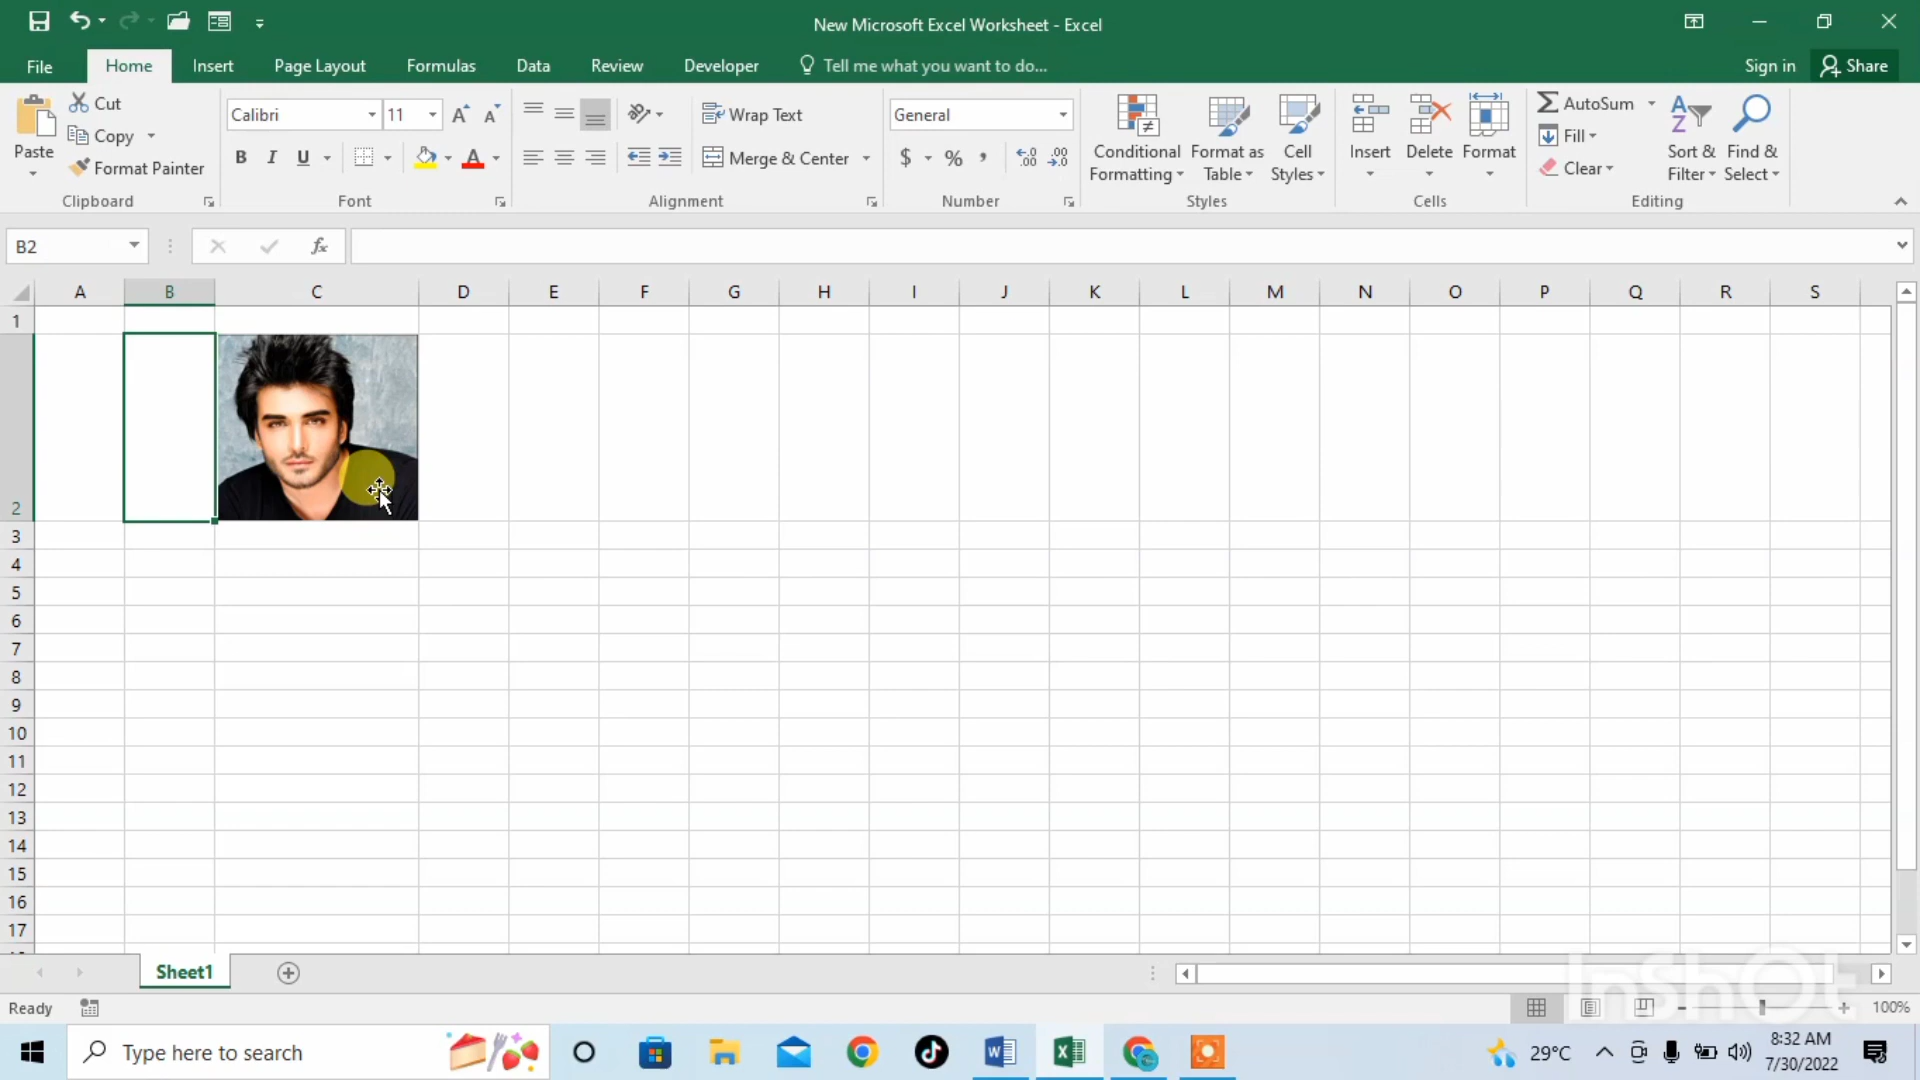 New Microsoft Excel Worksheet - Excel
File Home Insert Page Layout Formulas Data Review Developer Tell me what you want to do... Sign in Share
Paste Cut Copy Format Painter Clipboard
Calibri 11 B I U A Font
Wrap Text Merge & Center Alignment
General $ % , Number
Conditional Formatting Format as Table Cell Styles Styles
Insert Delete Format Cells
AutoSum Fill Clear Sort & Filter Find & Select Editing
B2 fx
A B C D E F G H I J K L M N O P Q R S
1
2
3
4
5
6
7
8
9
10
11
12
13
14
15
16
17
Sheet1
InShOt
Ready 100%
Type here to search 29°C 8:32 AM
7/30/2022